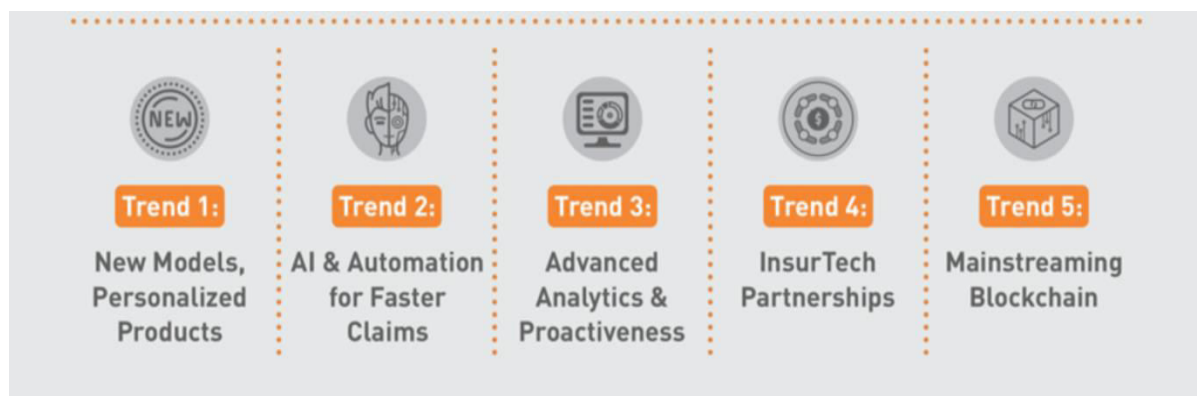 NEW
Trend 1:
New Models,
Personalized
Products
Trend 2:
AI & Automation
for Faster
Claims
Trend 3:
Advanced
Analytics &
Proactiveness
$
Trend 4:
InsurTech
Partnerships
Trend 5:
Mainstreaming
Blockchain